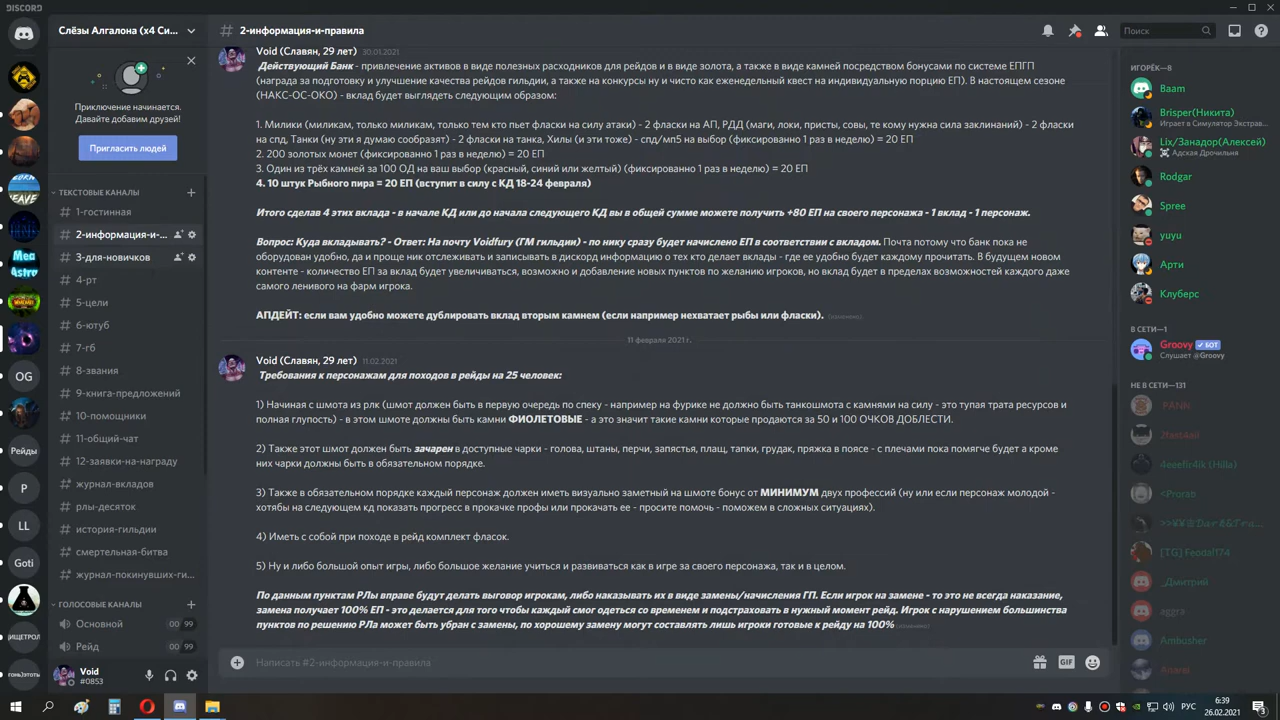 DISCORD
Слёзы Алгалона (x4 Си...
2-информация-и-правила
Поиск
Приключение начинается.
Давайте добавим друзей!
Пригласить людей
ТЕКСТОВЫЕ КАНАЛЫ
1-гостинная
2-информация-и-...
3-для-новичков
4-рт
5-цели
6-ютуб
7-гб
8-звания
9-книга-предложений
10-помощники
11-общий-чат
12-заявки-на-награду
журнал-вкладов
рлы-десяток
история-гильдии
смертельная-битва
журнал-покинувших-ги...
ГОЛОСОВЫЕ КАНАЛЫ
Основной 00 99
Рейд 00 99
Void
#0853
OG
Рейды
P
LL
Goti
Void (Славян, 29 лет) 30.01.2021
Действующий Банк - привлечение активов в виде полезных расходников для рейдов и в виде золота, а также в виде камней посредством бонусами по системе ЕПГП
(награда за подготовку и улучшение качества рейдов гильдии, а также на конкурсы ну и чисто как еженедельный квест на индивидуальную порцию ЕП). В настоящем сезоне
(НАКС-ОС-ОКО) - вклад будет выглядеть следующим образом:
1. Милики (миликам, только миликам, только тем кто пьет фласки на силу атаки) - 2 фласки на АП, РДД (маги, локи, присты, совы, те кому нужна сила заклинаний) - 2 фласки
на спд, Танки (ну эти я думаю сообразят) - 2 фласки на танка, Хилы (и эти тоже) - спд/мп5 на выбор (фиксированно 1 раз в неделю) = 20 ЕП
2. 200 золотых монет (фиксированно 1 раз в неделю) = 20 ЕП
3. Один из трёх камней за 100 ОД на ваш выбор (красный, синий или желтый) (фиксированно 1 раз в неделю) = 20 ЕП
4. 10 штук Рыбного пира = 20 ЕП (вступит в силу с КД 18-24 февраля)
Итого сделав 4 этих вклада - в начале КД или до начала следующего КД вы в общей сумме можете получить +80 ЕП на своего персонажа - 1 вклад - 1 персонаж.
Вопрос: Куда вкладывать? - Ответ: На почту Voidfury (ГМ гильдии) - по нику сразу будет начислено ЕП в соответствии с вкладом. Почта потому что банк пока не
оборудован удобно, да и проще ник отслеживать и записывать в дискорд информацию о тех кто делает вклады - где ее удобно будет каждому прочитать. В будущем новом
контенте - количество ЕП за вклад будет увеличиваться, возможно и добавление новых пунктов по желанию игроков, но вклад будет в пределах возможностей каждого даже
самого ленивого на фарм игрока.
АПДЕЙТ: если вам удобно можете дублировать вклад вторым камнем (если например нехватает рыбы или фласки). (изменено)
11 февраля 2021 г.
Void (Славян, 29 лет) 11.02.2021
Требования к персонажам для походов в рейды на 25 человек:
1) Начиная с шмота из рлк (шмот должен быть в первую очередь по спеку - например на фурике не должно быть танкошмота с камнями на силу - это тупая трата ресурсов и
полная глупость) - в этом шмоте должны быть камни ФИОЛЕТОВЫЕ - а это значит такие камни которые продаются за 50 и 100 ОЧКОВ ДОБЛЕСТИ.
2) Также этот шмот должен быть зачарен в доступные чарки - голова, штаны, перчи, запястья, плащ, тапки, грудак, пряжка в поясе - с плечами пока помягче будет а кроме
них чарки должны быть в обязательном порядке.
3) Также в обязательном порядке каждый персонаж должен иметь визуально заметный на шмоте бонус от МИНИМУМ двух профессий (ну или если персонаж молодой -
хотябы на следующем кд показать прогресс в прокачке профы или прокачать ее - просите помочь - поможем в сложных ситуациях).
4) Иметь с собой при походе в рейд комплект фласок.
5) Ну и либо большой опыт игры, либо большое желание учиться и развиваться как в игре за своего персонажа, так и в целом.
По данным пунктам РЛы вправе будут делать выговор игрокам, либо наказывать их в виде замены/начисления ГП. Если игрок на замене - то это не всегда наказание,
замена получает 100% ЕП - это делается для того чтобы каждый смог одеться со временем и подстраховать в нужный момент рейд. Игрок с нарушением большинства
пунктов по решению РЛа может быть убран с замены, по хорошему замену могут составлять лишь игроки готовые к рейду на 100% (изменено)
Написать #2-информация-и-правила
GIF
ИГОРЁК—8
Baam
Brisper(Никита)
Играет в Симулятор Экстрав...
Lix/Занадор(Алексей)
Адская Дрочильня
Rodgar
Spree
yuyu
Арти
Клуберс
В СЕТИ—1
Groovy БОТ
Слушает @Groovy
НЕ В СЕТИ—131
FANN
2fast4all
4eezefir4ik (Hilla)
<Prorab
[TG] Feodal174
_Дмитрий
aggra
Ambusher
РУС
6:39
26.02.2021